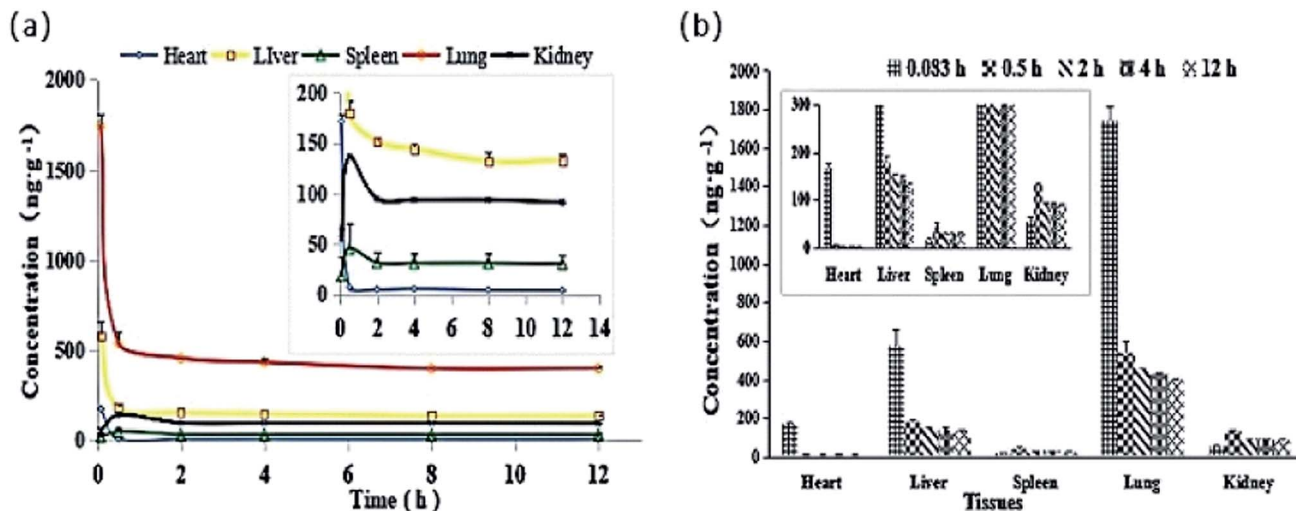 (a)
Heart LIver Spleen Lung Kidney
2000
1500
1000
500
0
Concentration (ng·g⁻¹)
0 2 4 6 8 10 12
Time (h)
200
150
100
50
0
0 2 4 6 8 10 12 14
(b)
0.083 h 0.5 h 2 h 4 h 12 h
2000
1800
1600
1400
1200
1000
800
600
400
200
0
Concentration (ng·g⁻¹)
Heart Liver Spleen Lung Kidney
Tissues
300
200
100
0
Heart Liver Spleen Lung Kidney